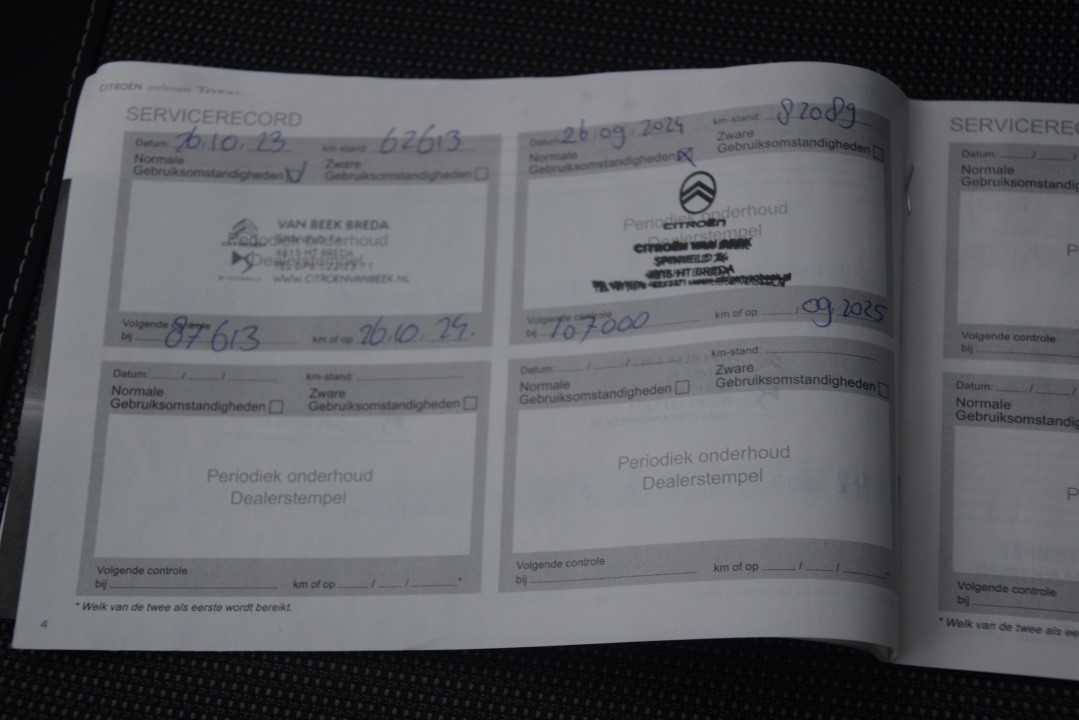 CITROËN
SERVICERECORD
Datum: 26.10.23 km-stand: 62613
Normale
Gebruiksomstandigheden
Zware
Gebruiksomstandigheden
VAN BEEK BREDA
Periodiek onderhoud
4815 HT BREDA
Dealerstempel
WWW.CITROENVANBEEK.NL
Volgende controle
bij 87613 km of op 26.10.24.
Datum: 26.09.2024 km-stand: 82089
Normale
Gebruiksomstandigheden
Zware
Gebruiksomstandigheden
Periodiek onderhoud
CITROËN
Dealerstempel
CITROËN VAN BEEK
4815 HT BREDA
Volgende controle
bij 107000 km of op / 09.2025
Datum: / / km-stand:
Normale
Gebruiksomstandigheden
Zware
Gebruiksomstandigheden
Periodiek onderhoud
Dealerstempel
Volgende controle
bij km of op / / *
Datum: / / km-stand:
Normale
Gebruiksomstandigheden
Zware
Gebruiksomstandigheden
Periodiek onderhoud
Dealerstempel
Volgende controle
bij km of op / / *
* Welk van de twee als eerste wordt bereikt.
4
SERVICEREC
Datum: / /
Normale
Gebruiksomstandig
P
Volgende controle
bij
Datum: / /
Normale
Gebruiksomstandig
P
Volgende controle
bij
* Welk van de twee als ee